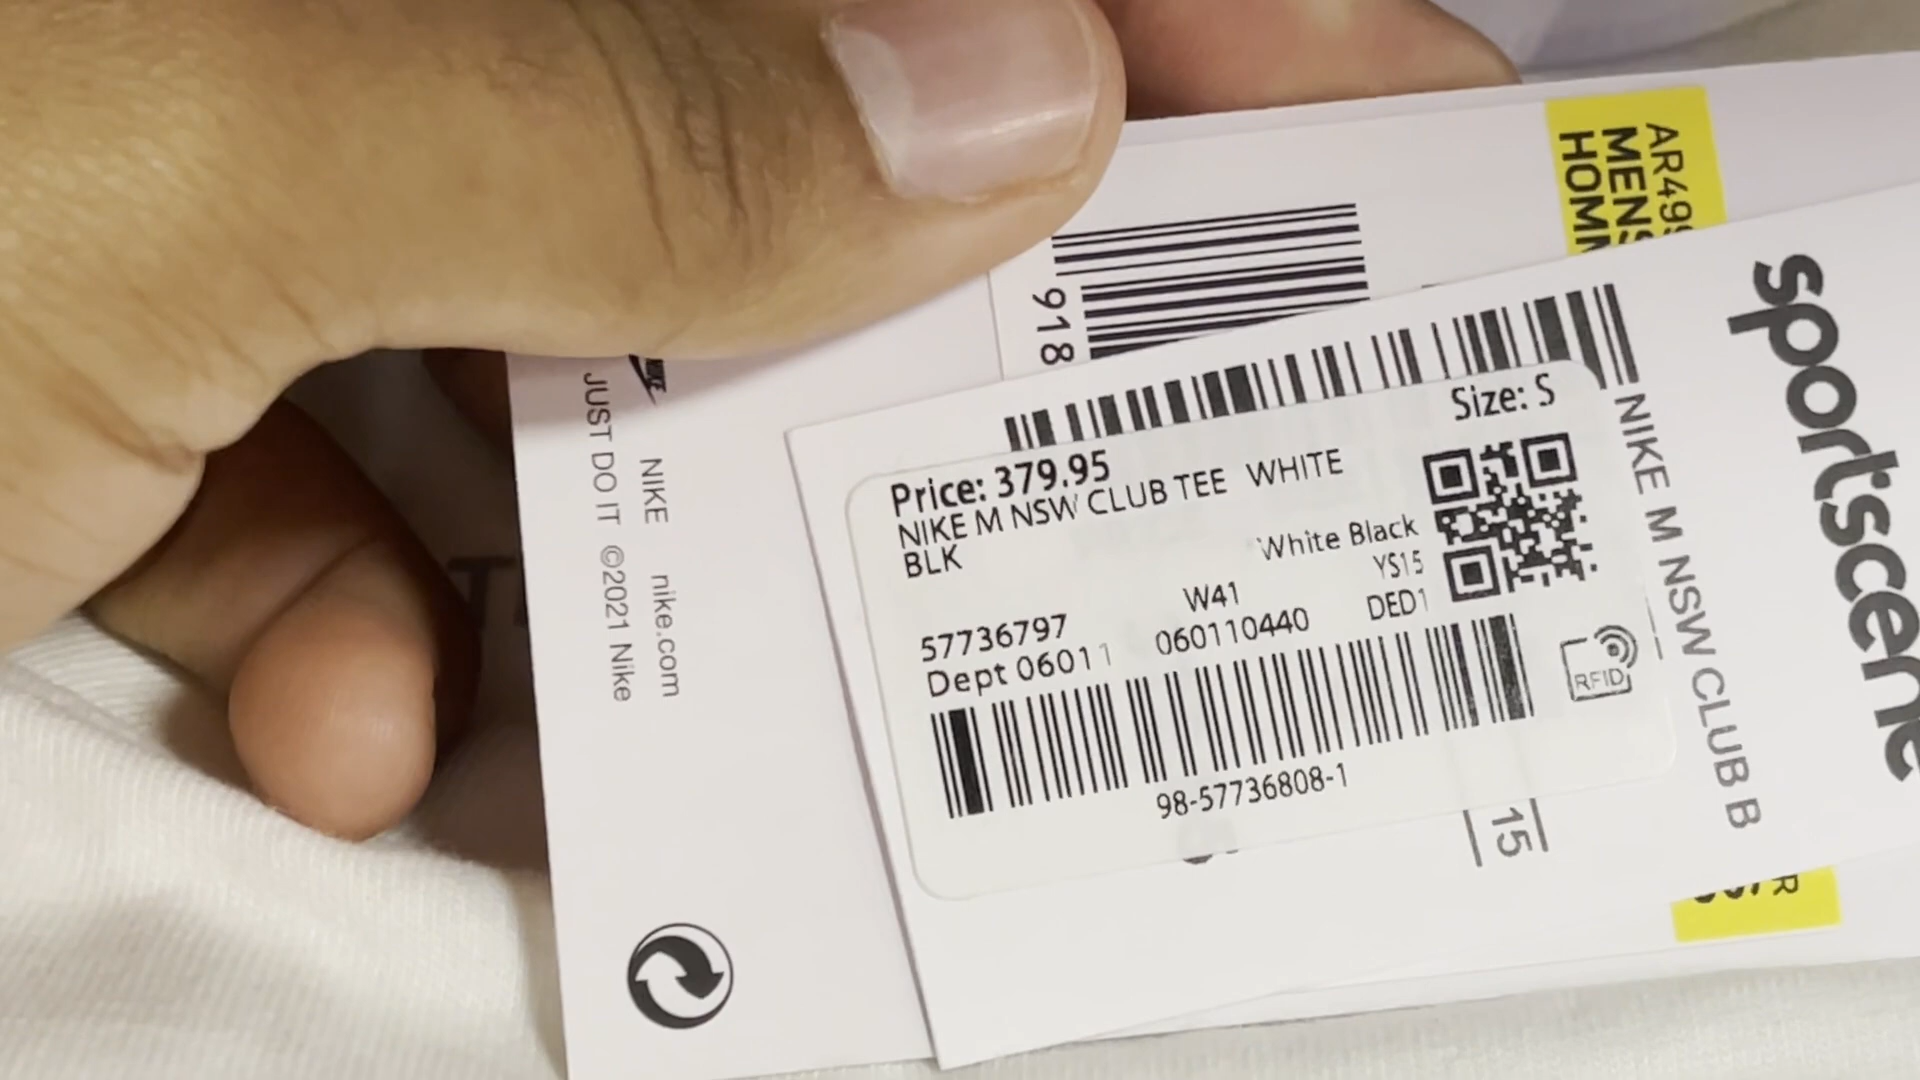 AR499
MENS
HOMM
918
sportscene
NIKE M NSW CLUB B
Size: S
Price: 379.95
NIKE M NSW CLUB TEE WHITE
BLK
White Black
YS15
W41
DED1
57736797
060110440
Dept 06011
RFID
98-57736808-1
15
R
NIKE nike.com
JUST DO IT ©2021 Nike